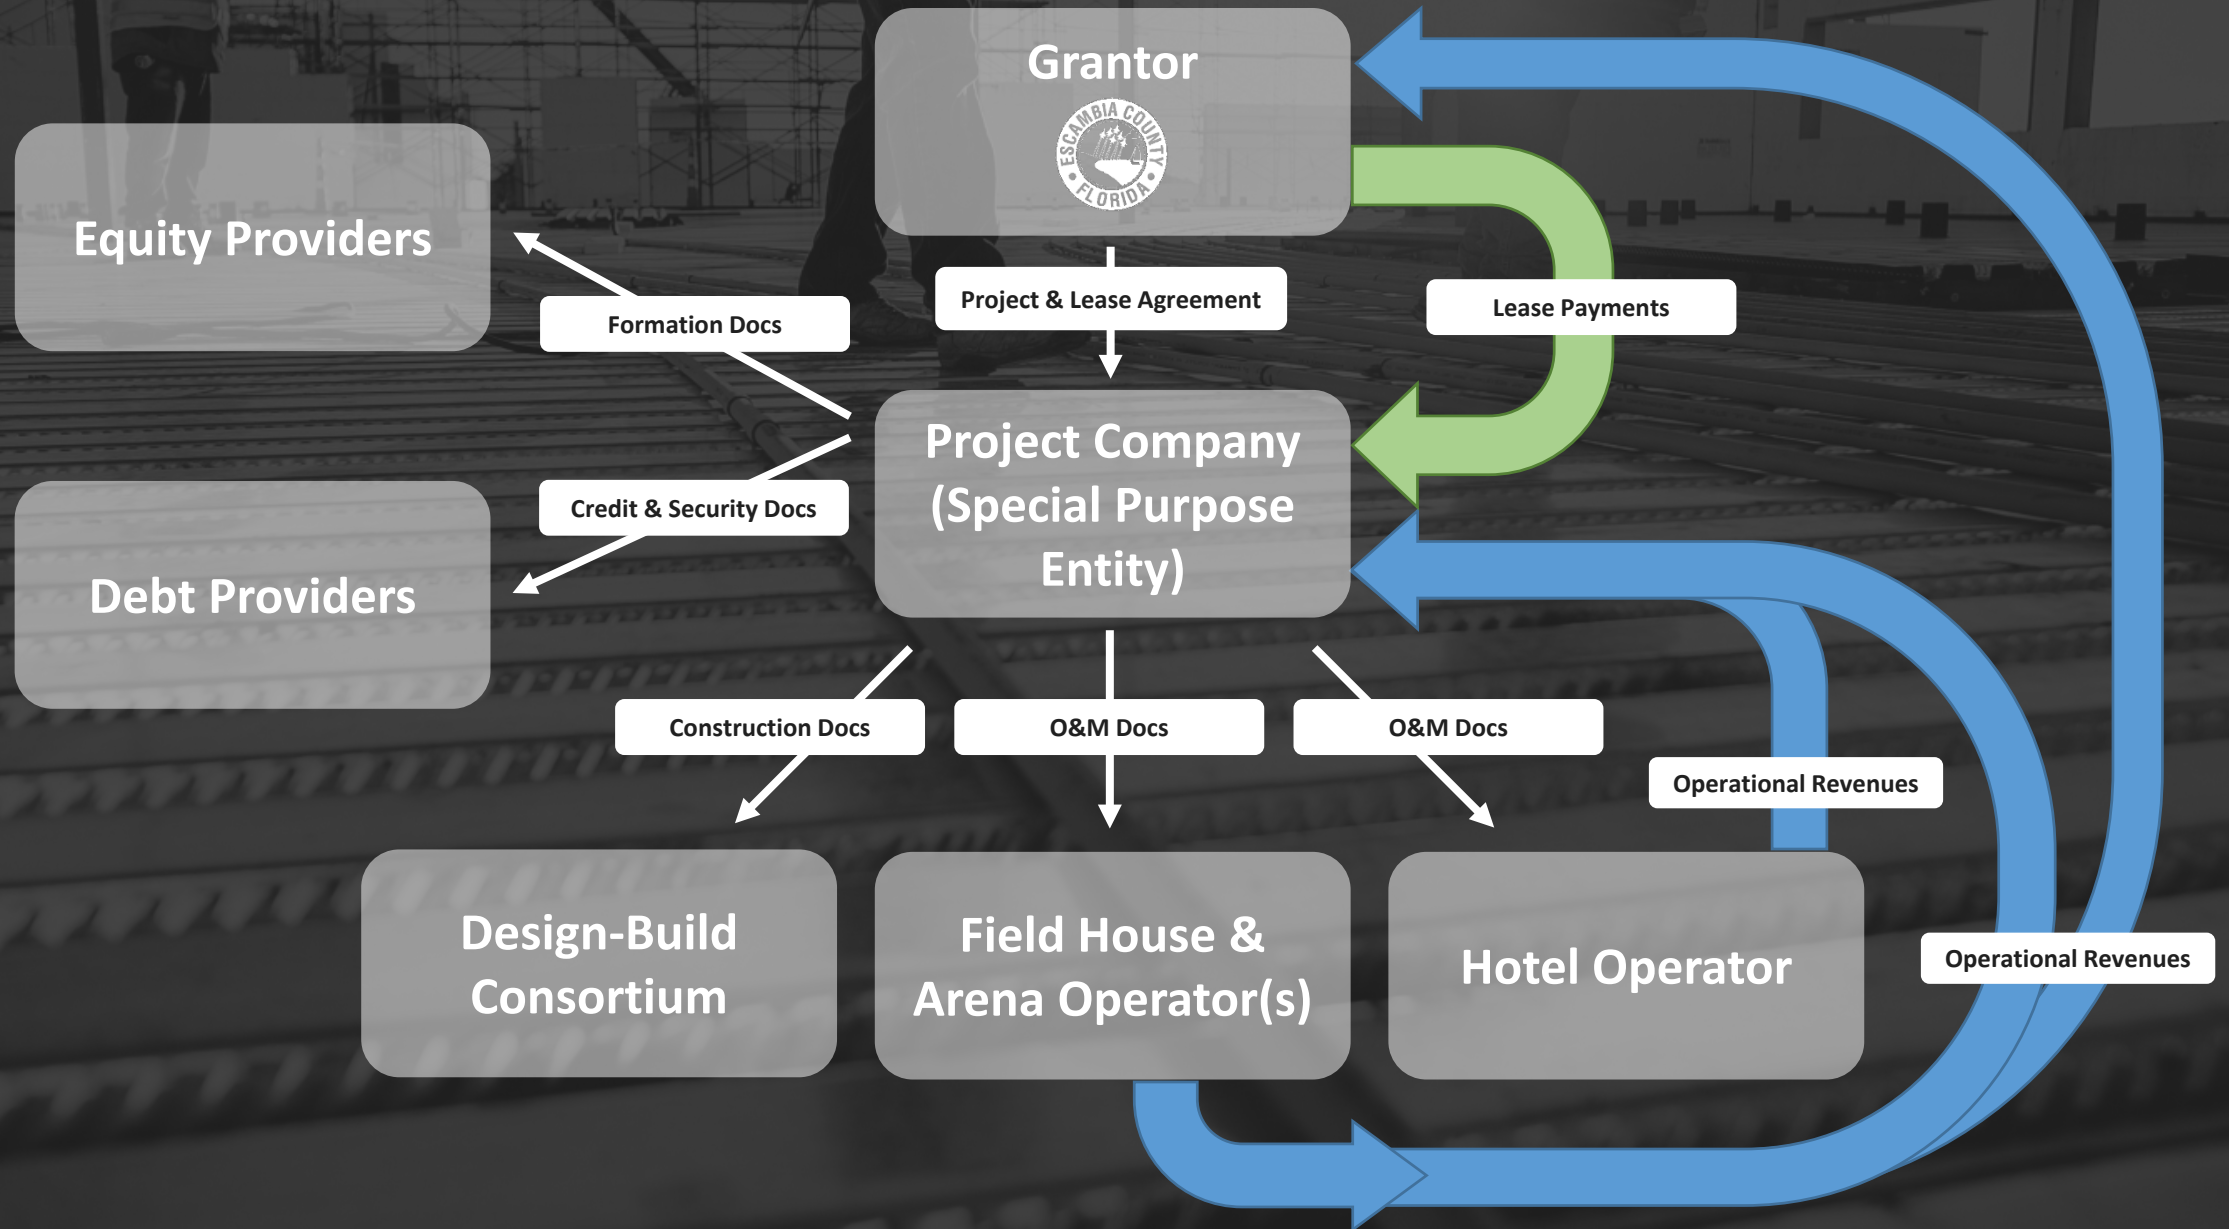 Grantor
ESCAMBIA COUNTY
FLORIDA
Equity Providers
Formation Docs
Project & Lease Agreement
Lease Payments
Project Company
(Special Purpose
Entity)
Credit & Security Docs
Debt Providers
Construction Docs
O&M Docs
O&M Docs
Operational Revenues
Design-Build
Consortium
Field House &
Arena Operator(s)
Hotel Operator
Operational Revenues